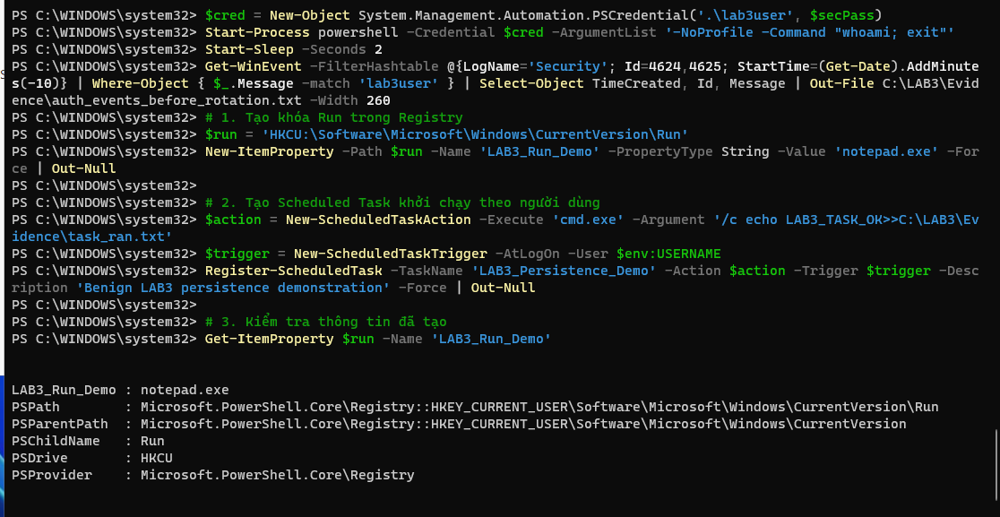 PS C:\WINDOWS\system32> $cred = New-Object System.Management.Automation.PSCredential('.\lab3user', $secPass)
PS C:\WINDOWS\system32> Start-Process powershell -Credential $cred -ArgumentList '-NoProfile -Command "whoami; exit"'
PS C:\WINDOWS\system32> Start-Sleep -Seconds 2
PS C:\WINDOWS\system32> Get-WinEvent -FilterHashtable @{LogName='Security'; Id=4624,4625; StartTime=(Get-Date).AddMinute
s(-10)} | Where-Object { $_.Message -match 'lab3user' } | Select-Object TimeCreated, Id, Message | Out-File C:\LAB3\Evid
ence\auth_events_before_rotation.txt -Width 260
PS C:\WINDOWS\system32> # 1. Tạo khóa Run trong Registry
PS C:\WINDOWS\system32> $run = 'HKCU:\Software\Microsoft\Windows\CurrentVersion\Run'
PS C:\WINDOWS\system32> New-ItemProperty -Path $run -Name 'LAB3_Run_Demo' -PropertyType String -Value 'notepad.exe' -For
ce | Out-Null
PS C:\WINDOWS\system32>
PS C:\WINDOWS\system32> # 2. Tạo Scheduled Task khởi chạy theo người dùng
PS C:\WINDOWS\system32> $action = New-ScheduledTaskAction -Execute 'cmd.exe' -Argument '/c echo LAB3_TASK_OK>>C:\LAB3\Ev
idence\task_ran.txt'
PS C:\WINDOWS\system32> $trigger = New-ScheduledTaskTrigger -AtLogOn -User $env:USERNAME
PS C:\WINDOWS\system32> Register-ScheduledTask -TaskName 'LAB3_Persistence_Demo' -Action $action -Trigger $trigger -Desc
ription 'Benign LAB3 persistence demonstration' -Force | Out-Null
PS C:\WINDOWS\system32>
PS C:\WINDOWS\system32> # 3. Kiểm tra thông tin đã tạo
PS C:\WINDOWS\system32> Get-ItemProperty $run -Name 'LAB3_Run_Demo'
LAB3_Run_Demo : notepad.exe
PSPath : Microsoft.PowerShell.Core\Registry::HKEY_CURRENT_USER\Software\Microsoft\Windows\CurrentVersion\Run
PSParentPath : Microsoft.PowerShell.Core\Registry::HKEY_CURRENT_USER\Software\Microsoft\Windows\CurrentVersion
PSChildName : Run
PSDrive : HKCU
PSProvider : Microsoft.PowerShell.Core\Registry